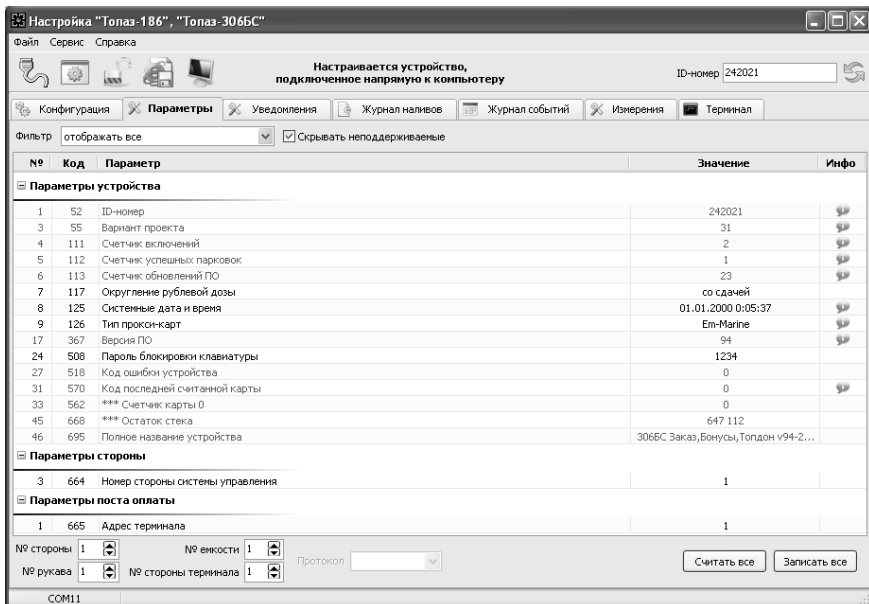 Настройка "Топаз-186", "Топаз-306БС"
Файл Сервис Справка
Настраивается устройство,
подключенное напрямую к компьютеру
ID-номер 242021
Конфигурация Параметры Уведомления Журнал наливов Журнал событий Измерения Терминал
Фильтр отображать все Скрывать неподдерживаемые
№ Код Параметр Значение Инфо
Параметры устройства
1 52 ID-номер 242021
3 55 Вариант проекта 31
4 111 Счетчик включений 2
5 112 Счетчик успешных парковок 1
6 113 Счетчик обновлений ПО 23
7 117 Округление рублевой дозы со сдачей
8 125 Системные дата и время 01.01.2000 0:05:37
9 126 Тип прокси-карт Em-Marine
17 367 Версия ПО 94
24 508 Пароль блокировки клавиатуры 1234
27 518 Код ошибки устройства 0
31 570 Код последней считанной карты 0
33 562 *** Счетчик карты 0 0
45 668 *** Остаток стека 647 112
46 695 Полное название устройства 306БС Заказ,Бонусы,Топдон v94-2...
Параметры стороны
3 664 Номер стороны системы управления 1
Параметры поста оплаты
1 665 Адрес терминала 1
№ стороны 1 № емкости 1 Протокол Считать все Записать все
№ рукава 1 № стороны терминала 1
COM11